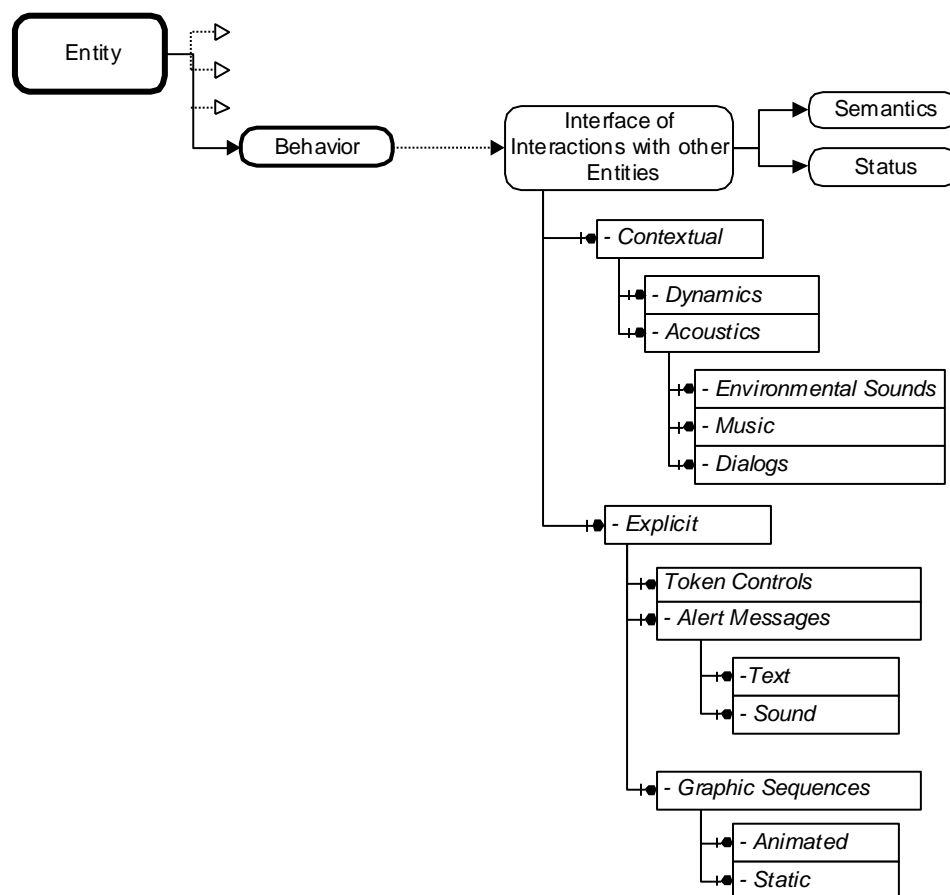 Entity
Behavior
Interface of
Interactions with other
Entities
Semantics
Status
- Contextual
- Dynamics
- Acoustics
- Environmental Sounds
- Music
- Dialogs
- Explicit
Token Controls
- Alert Messages
-Text
- Sound
- Graphic Sequences
- Animated
- Static